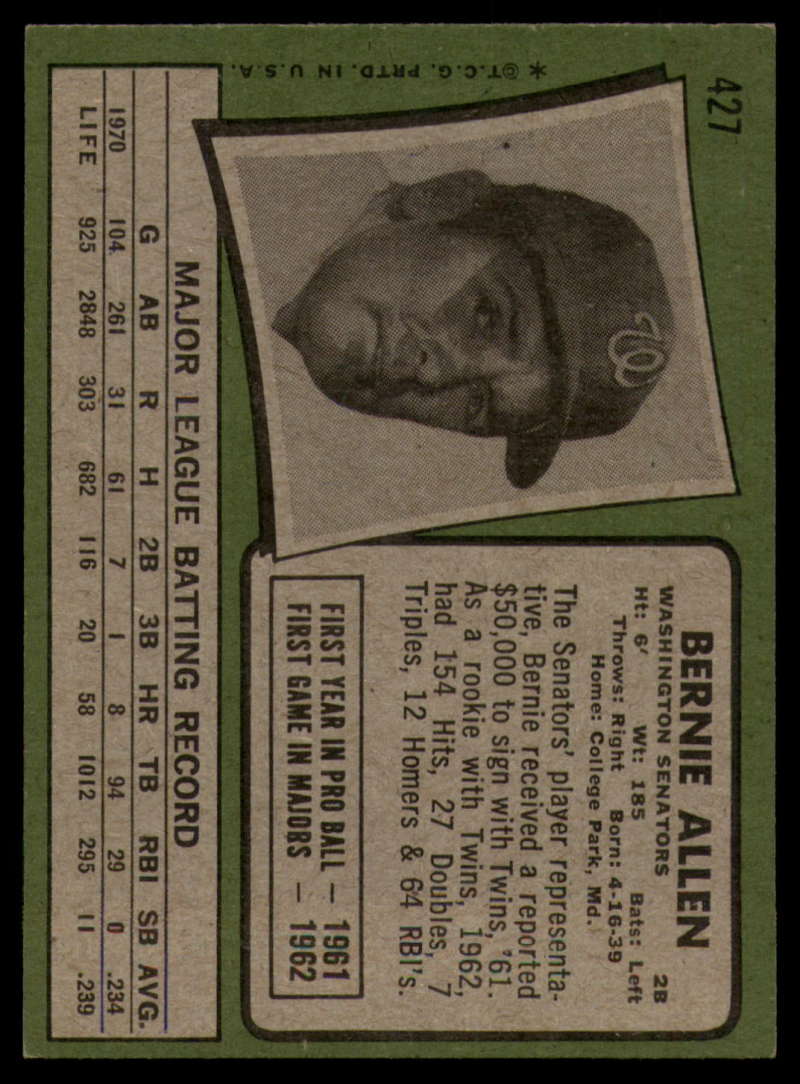 427
*©T.C.G. PRTD. IN U.S.A.
W
BERNIE ALLEN
WASHINGTON SENATORS 2B
Ht: 6' Wt: 185 Bats: Left
Throws: Right Born: 4-16-39
Home: College Park, Md.
The Senators' player representa-
tive, Bernie received a reported
$50,000 to sign with Twins, '61.
As a rookie with Twins, 1962,
had 154 Hits, 27 Doubles, 7
Triples, 12 Homers & 64 RBI's.
FIRST YEAR IN PRO BALL — 1961
FIRST GAME IN MAJORS — 1962
MAJOR LEAGUE BATTING RECORD
G AB R H 2B 3B HR TB RBI SB AVG.
1970 104 261 31 61 7 1 8 94 29 0 .234
LIFE 925 2848 303 682 116 20 58 1012 295 11 .239